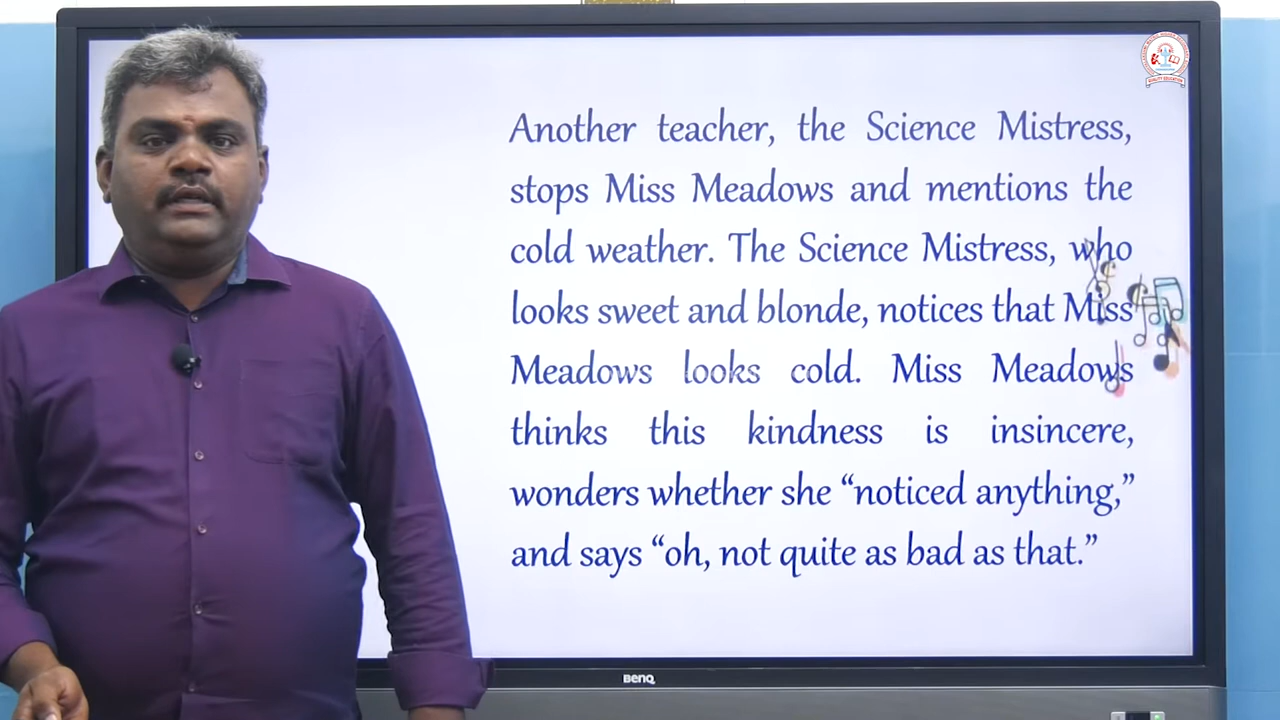 Another teacher, the Science Mistress,
stops Miss Meadows and mentions the
cold weather. The Science Mistress, who
looks sweet and blonde, notices that Miss
Meadows looks cold. Miss Meadows
thinks this kindness is insincere,
wonders whether she “noticed anything,”
and says “oh, not quite as bad as that.”
BenQ
QUALITY EDUCATION